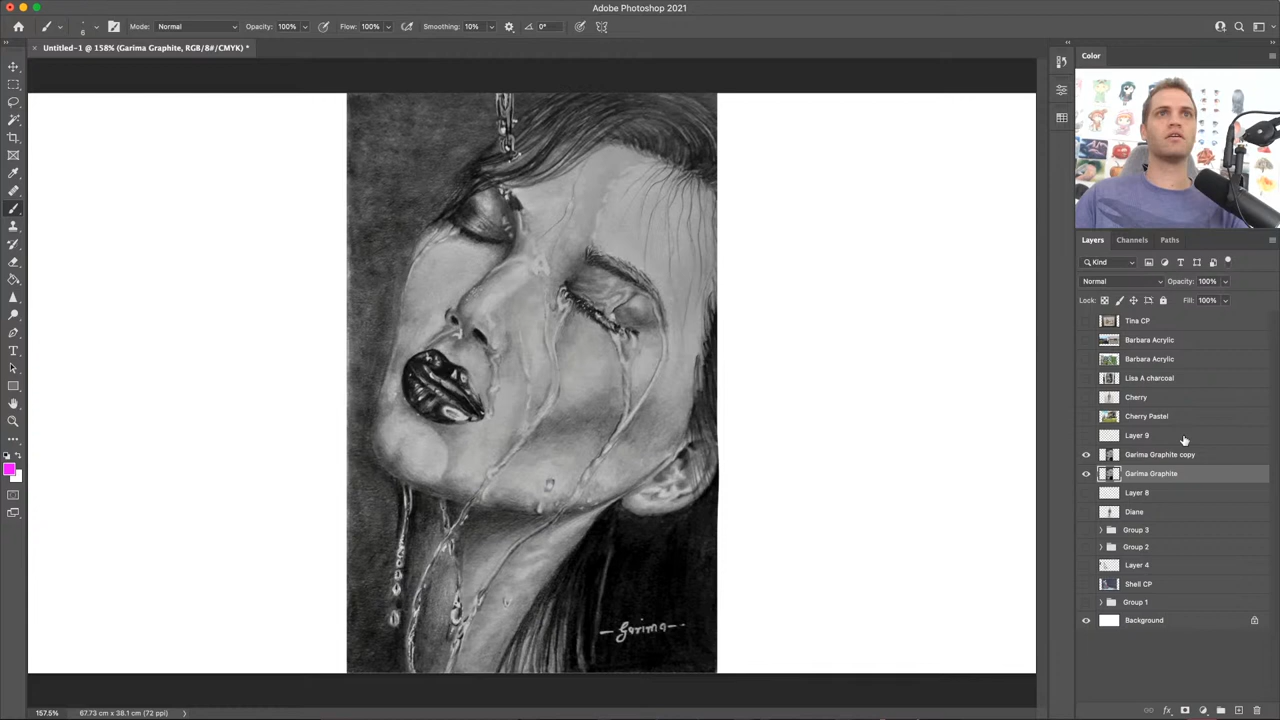 Adobe Photoshop 2021
6 Mode: Normal Opacity: 100% Flow: 100% Smoothing: 10% 0°
Untitled-1 @ 158% (Garima Graphite, RGB/8#/CMYK) *
Color
Layers Channels Paths
Kind
Normal Opacity: 100%
Lock: Fill: 100%
Tina CP
Barbara Acrylic
Barbara Acrylic
Lisa A charcoal
Cherry
Cherry Pastel
Layer 9
Garima Graphite copy
Garima Graphite
Layer 8
Diane
Group 3
Group 2
Layer 4
Shell CP
Group 1
Background
- Garima -
157.5% 67.73 cm x 38.1 cm (72 ppi)